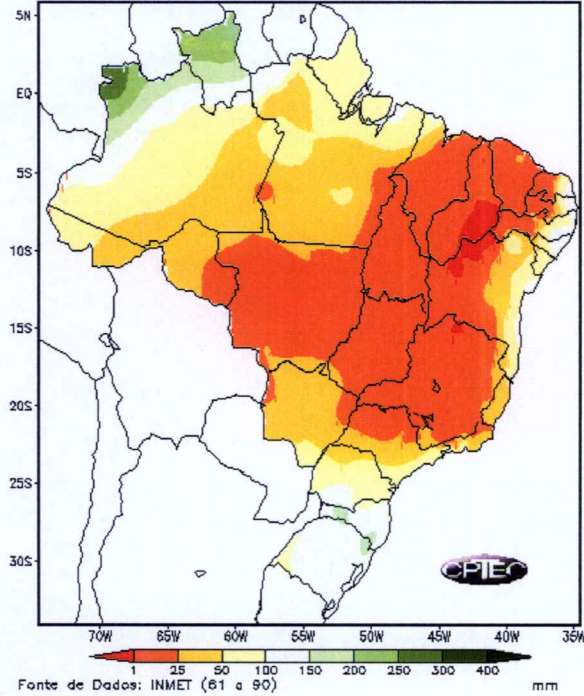 5N
EQ
5S
10S
15S
20S
25S
30S
CPTEC
70W 65W 60W 55W 50W 45W 40W 35W
1 25 50 100 150 200 250 300 400
Fonte de Dados: INMET (61 a 90) mm